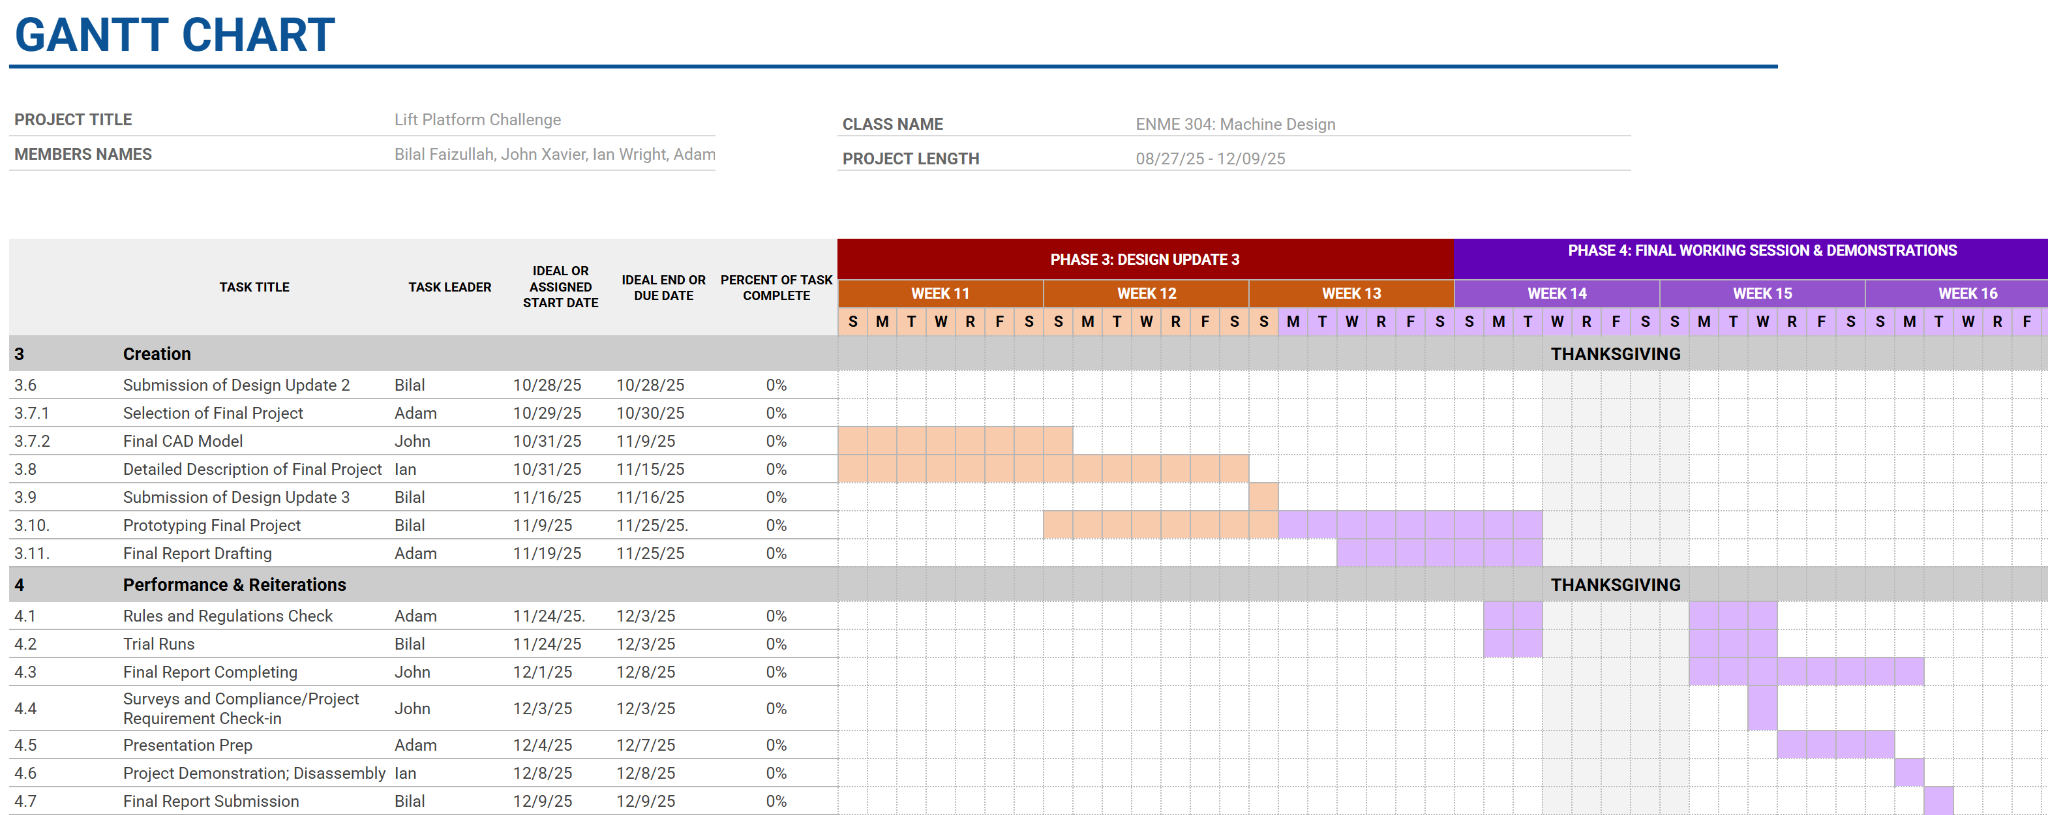 GANTT CHART
PROJECT TITLE Lift Platform Challenge
CLASS NAME ENME 304: Machine Design
MEMBERS NAMES Bilal Faizullah, John Xavier, Ian Wright, Adam
PROJECT LENGTH 08/27/25 - 12/09/25
TASK TITLE TASK LEADER IDEAL OR ASSIGNED START DATE IDEAL END OR DUE DATE PERCENT OF TASK COMPLETE
PHASE 3: DESIGN UPDATE 3 PHASE 4: FINAL WORKING SESSION & DEMONSTRATIONS
WEEK 11 WEEK 12 WEEK 13 WEEK 14 WEEK 15 WEEK 16
S M T W R F S S M T W R F S S M T W R F S S M T W R F S S M T W R F S S M T W R F
3 Creation THANKSGIVING
3.6 Submission of Design Update 2 Bilal 10/28/25 10/28/25 0%
3.7.1 Selection of Final Project Adam 10/29/25 10/30/25 0%
3.7.2 Final CAD Model John 10/31/25 11/9/25 0%
3.8 Detailed Description of Final Project Ian 10/31/25 11/15/25 0%
3.9 Submission of Design Update 3 Bilal 11/16/25 11/16/25 0%
3.10. Prototyping Final Project Bilal 11/9/25 11/25/25. 0%
3.11. Final Report Drafting Adam 11/19/25 11/25/25 0%
4 Performance & Reiterations THANKSGIVING
4.1 Rules and Regulations Check Adam 11/24/25. 12/3/25 0%
4.2 Trial Runs Bilal 11/24/25 12/3/25 0%
4.3 Final Report Completing John 12/1/25 12/8/25 0%
4.4 Surveys and Compliance/Project Requirement Check-in John 12/3/25 12/3/25 0%
4.5 Presentation Prep Adam 12/4/25 12/7/25 0%
4.6 Project Demonstration; Disassembly Ian 12/8/25 12/8/25 0%
4.7 Final Report Submission Bilal 12/9/25 12/9/25 0%